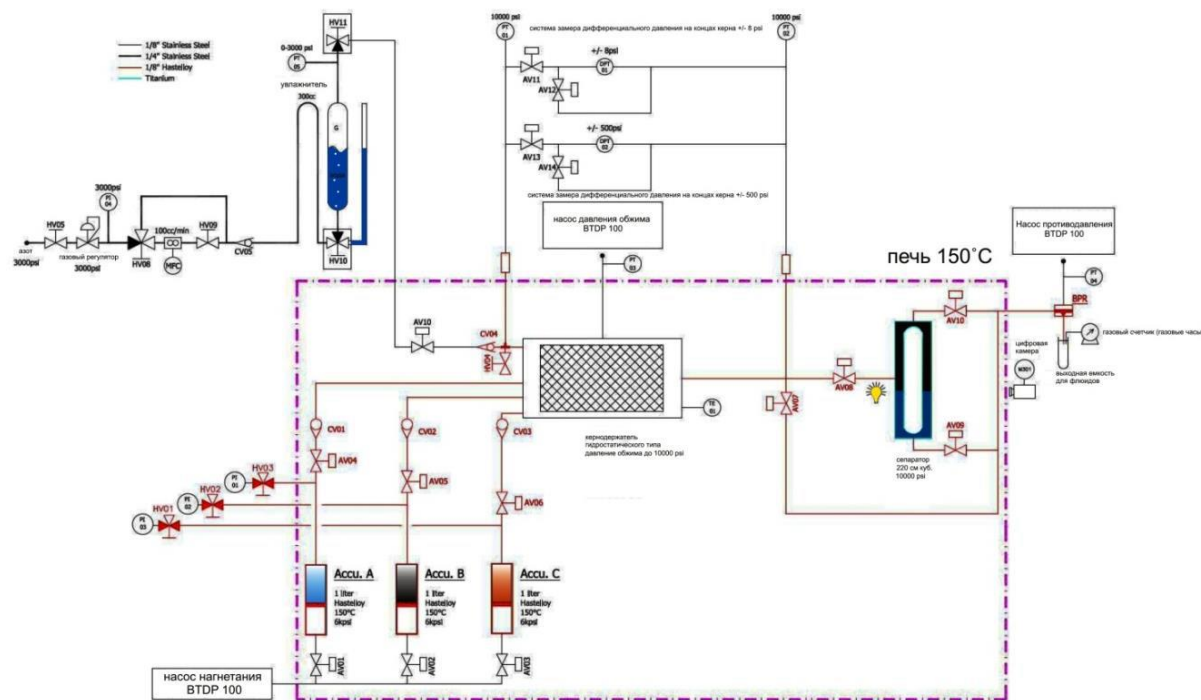 1/8" Stainless Steel
1/4" Stainless Steel
1/8" Hastelloy
Titanium
HV11
0-3000 psi
PT
05
увлажнитель
300cc
G
3000psi
PI
04
HV05
азот
3000psi
газовый регулятор
3000psi
HV08
100cc/min
MFC
HV09
CV05
HV10
10000 psi
PT
01
система замера дифференциального давления на концах керна +/- 8 psi
10000 psi
PT
02
+/- 8psi
DPT
01
AV11
AV12
+/- 500psi
DPT
02
AV13
AV14
система замера дифференциального давления на концах керна +/- 500 psi
насос давления обжима
BTDP 100
PT
03
Насос противодавления
BTDP 100
PT
04
печь 150˚C
AV10
CV04
HV04
TC
01
кернодержатель
гидростатического типа
давление обжима до 10000 psi
AV07
AV08
AV10
AV09
сепаратор
220 см куб.
10000 psi
BPR
газовый счетчик (газовые часы
выходная емкость
для флюидов
цифровая
камера
CV01
CV02
CV03
AV04
AV05
AV06
HV03
PI
01
HV02
PI
02
HV01
PI
03
Accu. A
1 liter
Hastelloy
150°C
6kpsi
Accu. B
1 liter
Hastelloy
150°C
6kpsi
Accu. C
1 liter
Hastelloy
150°C
6kpsi
AV01
AV02
AV03
насос нагнетания
BTDP 100